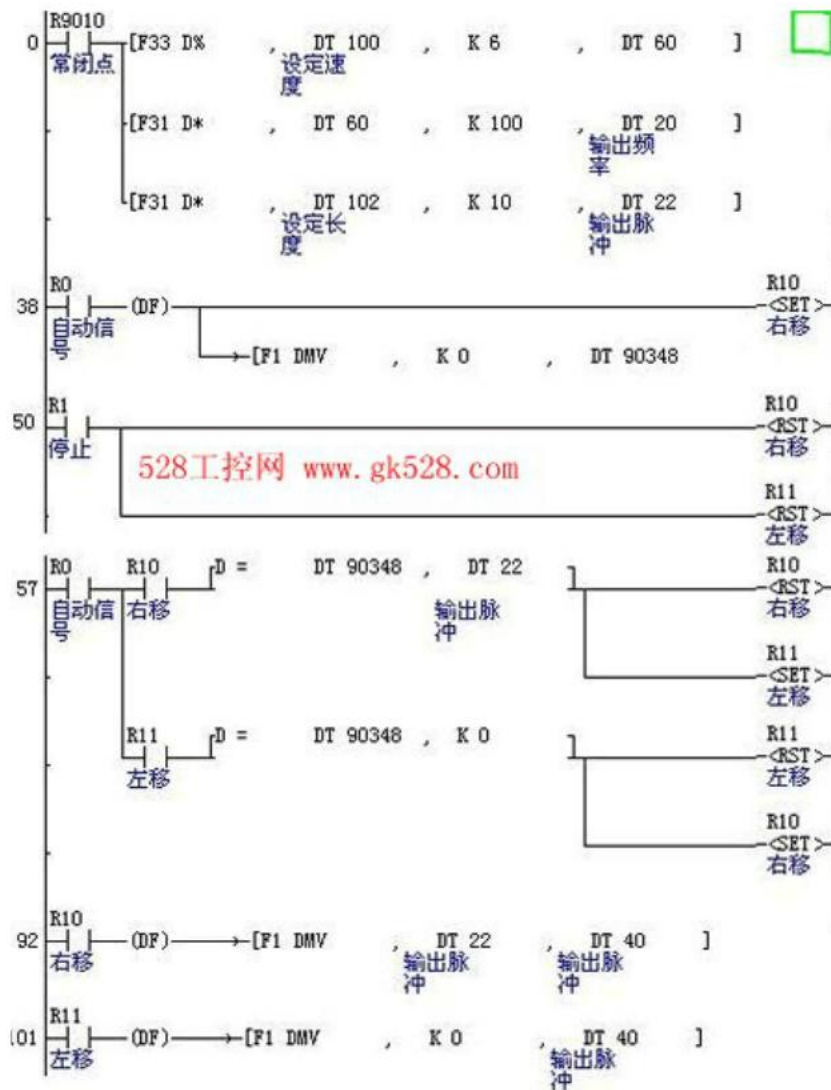 R9010
0 [F33 D% , DT 100 , K 6 , DT 60 ]
常闭点 设定速度
[F31 D* , DT 60 , K 100 , DT 20 ]
输出频率
[F31 D* , DT 102 , K 10 , DT 22 ]
设定长度 输出脉冲
R0 R10
38 (DF) <SET>
自动信号 右移
[F1 DMV , K 0 , DT 90348
R1 R10
50 <RST>
停止 右移
528工控网 www.gk528.com
R11
<RST>
左移
R0 R10 [D = DT 90348 , DT 22 ] R10
57 <RST>
自动信号 右移 输出脉冲 右移
R11
<SET>
左移
R11 [D = DT 90348 , K 0 ] R11
<RST>
左移 左移
R10
<SET>
右移
R10
92 (DF) [F1 DMV , DT 22 , DT 40 ]
右移 输出脉冲 输出脉冲
R11
101 (DF) [F1 DMV , K 0 , DT 40 ]
左移 输出脉冲